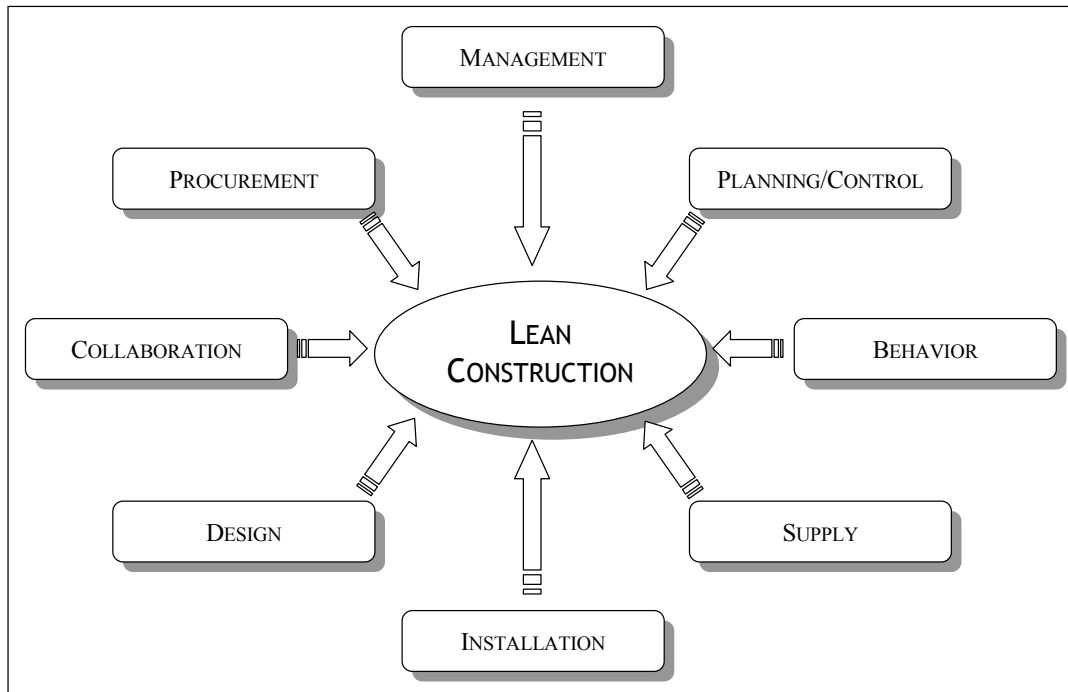 MANAGEMENT
PROCUREMENT
PLANNING/CONTROL
COLLABORATION
LEAN
CONSTRUCTION
BEHAVIOR
DESIGN
SUPPLY
INSTALLATION